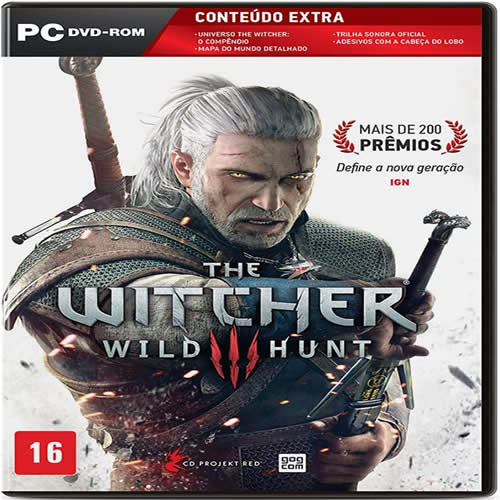 PC DVD-ROM
CONTEÚDO EXTRA
• UNIVERSO THE WITCHER:
O COMPÊNDIO
• MAPA DO MUNDO DETALHADO
• TRILHA SONORA OFICIAL
• ADESIVOS COM A CABEÇA DO LOBO
MAIS DE 200
PRÊMIOS
Define a nova geração
IGN
THE
WITCHER
WILD III HUNT
16
CD PROJEKT RED
GOG
COM